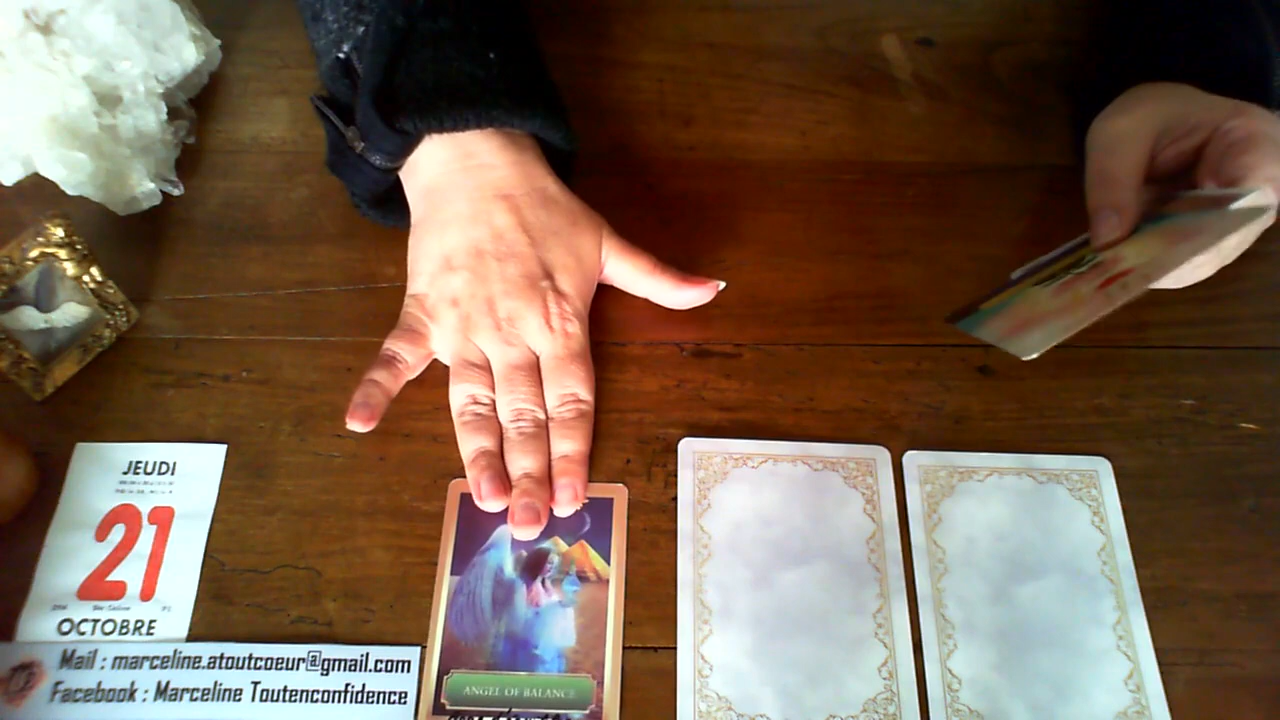 JEUDI
21
OCTOBRE
Mail : marceline.atoutcoeur@gmail.com
Facebook : Marceline Toutenconfidence
ANGEL OF BALANCE